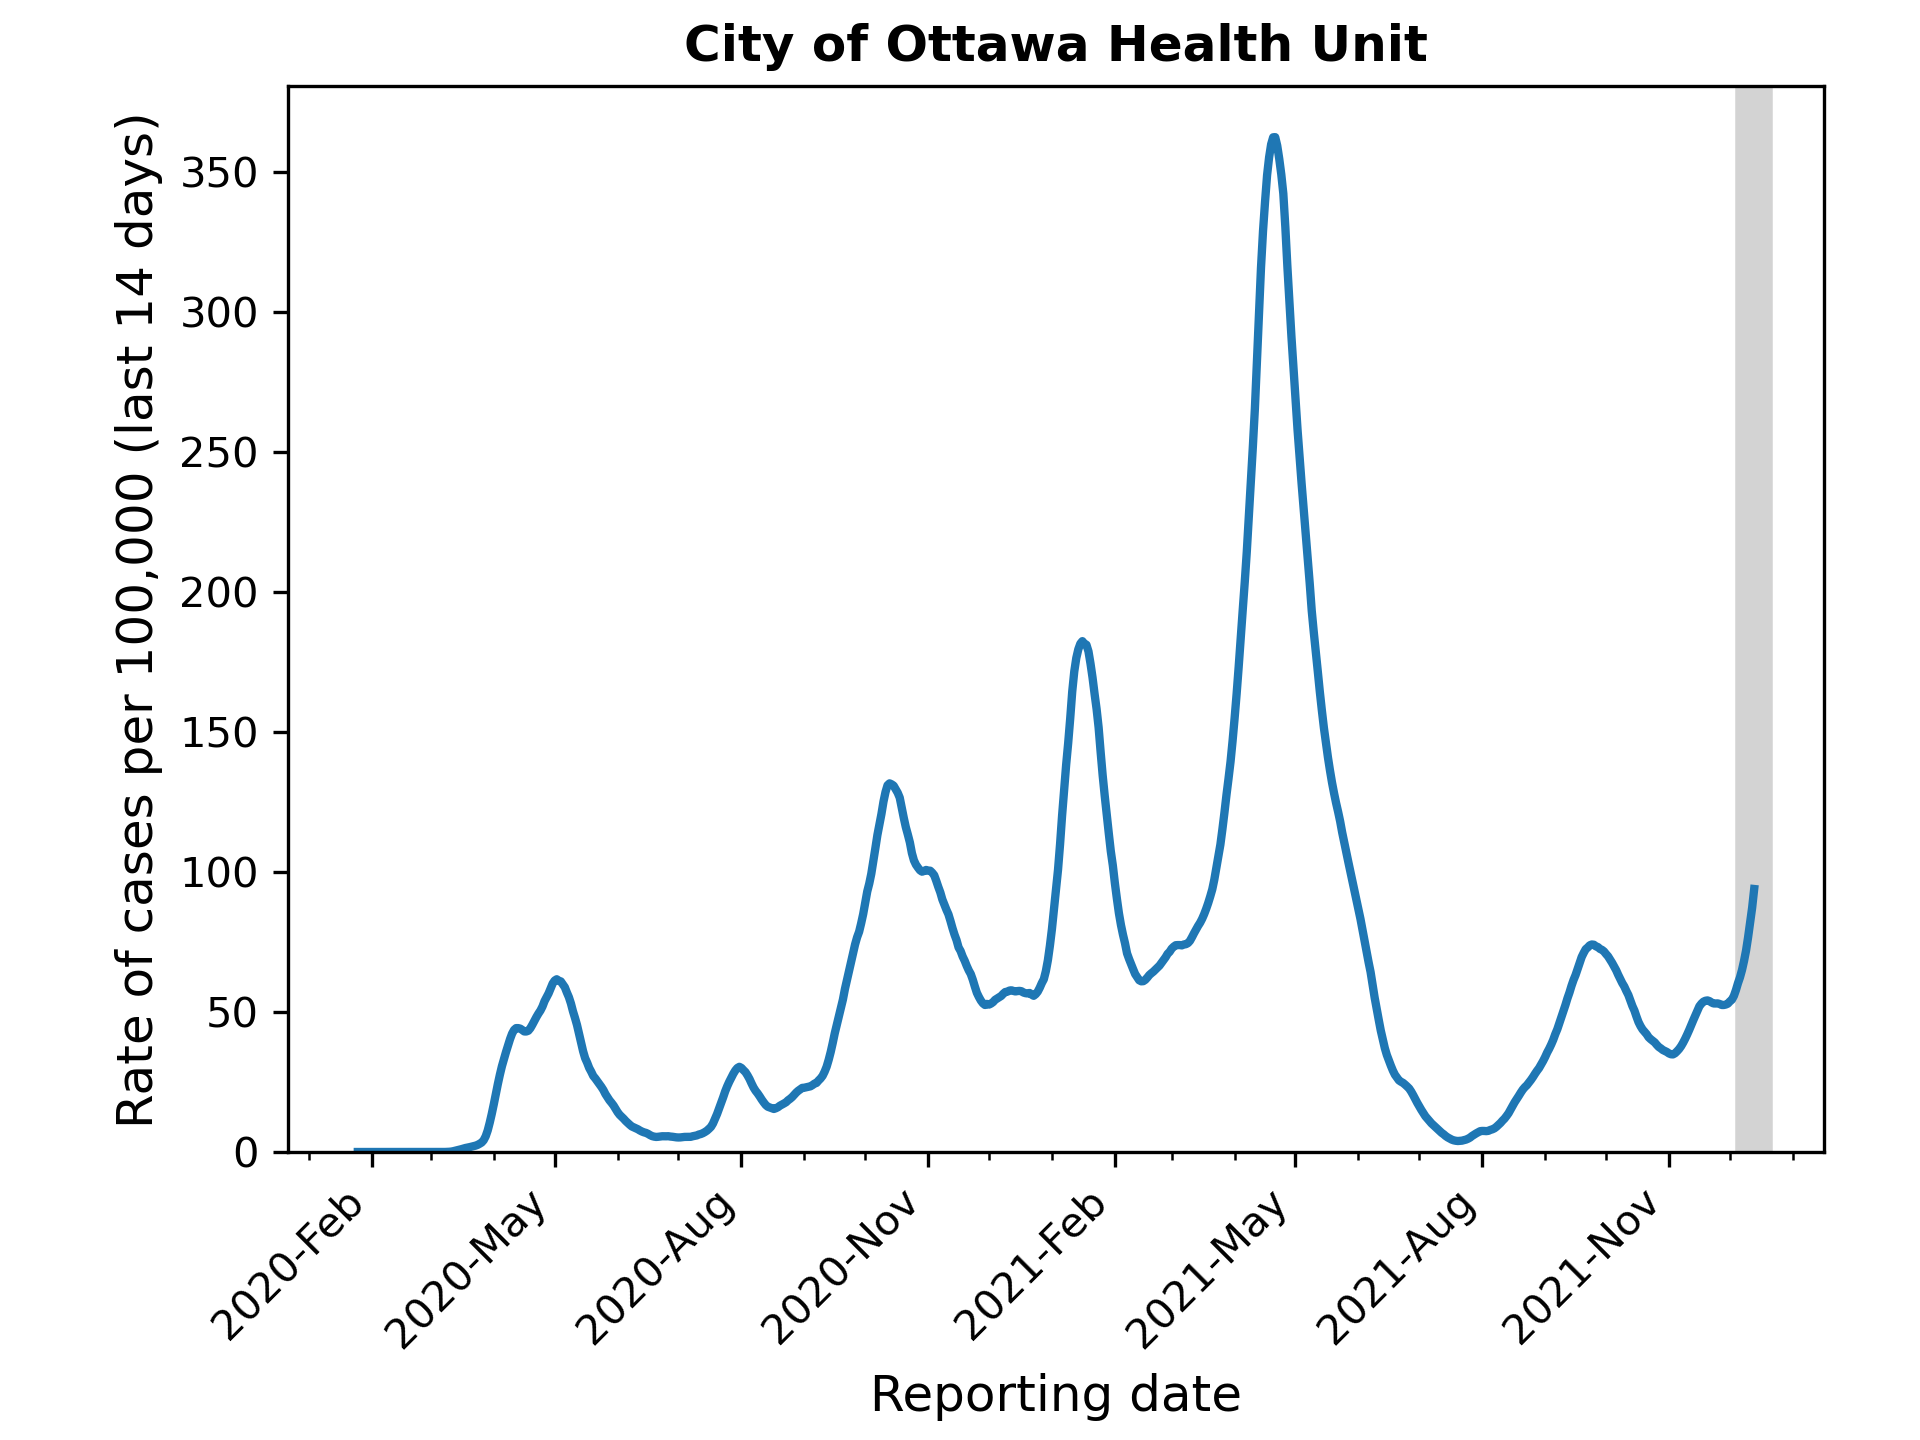 City of Ottawa Health Unit
Rate of cases per 100,000 (last 14 days)
350
300
250
200
150
100
50
0
2020-Feb
2020-May
2020-Aug
2020-Nov
2021-Feb
2021-May
2021-Aug
2021-Nov
Reporting date